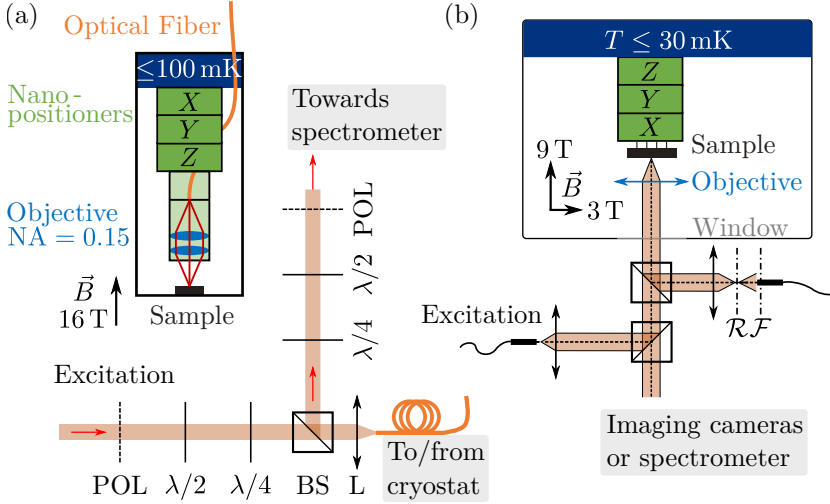 (a)
Optical Fiber
≤100 mK
Nano-
positioners
X
Y
Z
Objective
NA = 0.15
B⃗
16 T
Sample
Towards
spectrometer
POL
λ/2
λ/4
Excitation
POL
λ/2
λ/4
BS
L
To/from
cryostat
(b)
T ≤ 30 mK
Z
Y
X
Sample
9 T
B⃗
3 T
Objective
Window
Excitation
ℛ
ℱ
Imaging cameras
or spectrometer